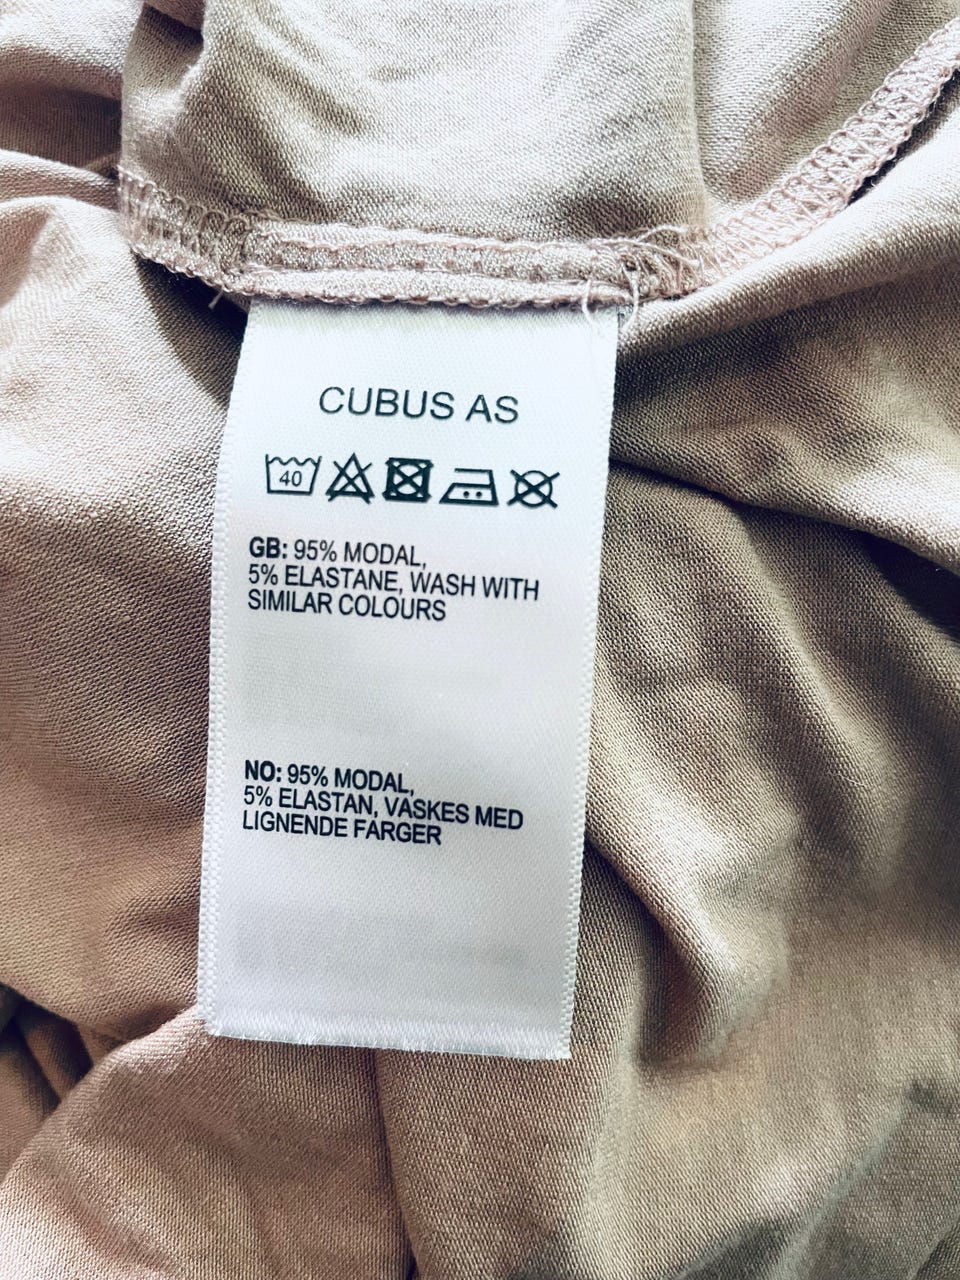 CUBUS AS
40
GB: 95% MODAL,
5% ELASTANE, WASH WITH
SIMILAR COLOURS
NO: 95% MODAL,
5% ELASTAN, VASKES MED
LIGNENDE FARGER